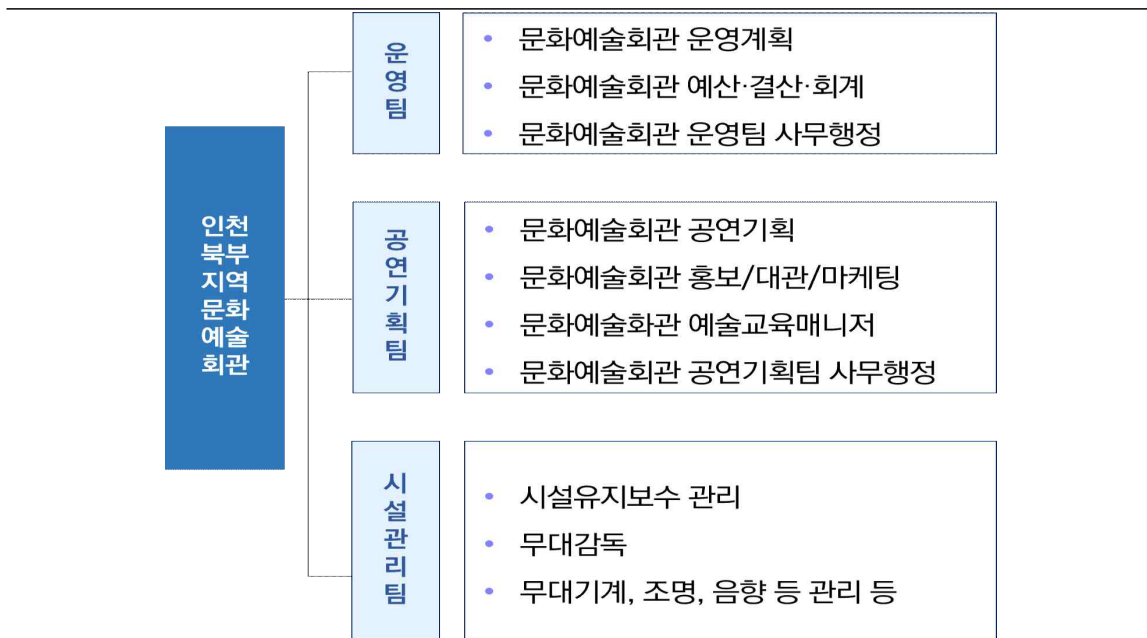 인천
북부
지역
문화
예술
회관
운영팀
• 문화예술회관 운영계획
• 문화예술회관 예산·결산·회계
• 문화예술회관 운영팀 사무행정
공연기획팀
• 문화예술회관 공연기획
• 문화예술회관 홍보/대관/마케팅
• 문화예술화관 예술교육매니저
• 문화예술회관 공연기획팀 사무행정
시설관리팀
• 시설유지보수 관리
• 무대감독
• 무대기계, 조명, 음향 등 관리 등